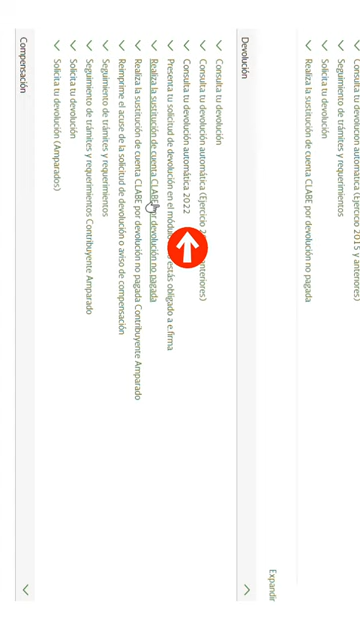 Consulta tu devolución automática (Ejercicio 2015 y anteriores)
Seguimiento de trámites y requerimientos
Solicita tu devolución
Realiza la sustitución de cuenta CLABE por devolución no pagada
Expandir
Devolución
Consulta tu devolución
Consulta tu devolución automática (Ejercicio 2 anteriores)
Consulta tu devolución automática 2022
Presenta tu solicitud de devolución en el módulo estás obligado a e.firma
Realiza la sustitución de cuenta CLABE por devolución no pagada
Realiza la sustitución de cuenta CLABE por devolución no pagada Contribuyente Amparado
Reimprime el acuse de la solicitud de devolución o aviso de compensación
Seguimiento de trámites y requerimientos
Seguimiento de trámites y requerimientos Contribuyente Amparado
Solicita tu devolución
Solicita tu devolución (Amparados)
Compensación